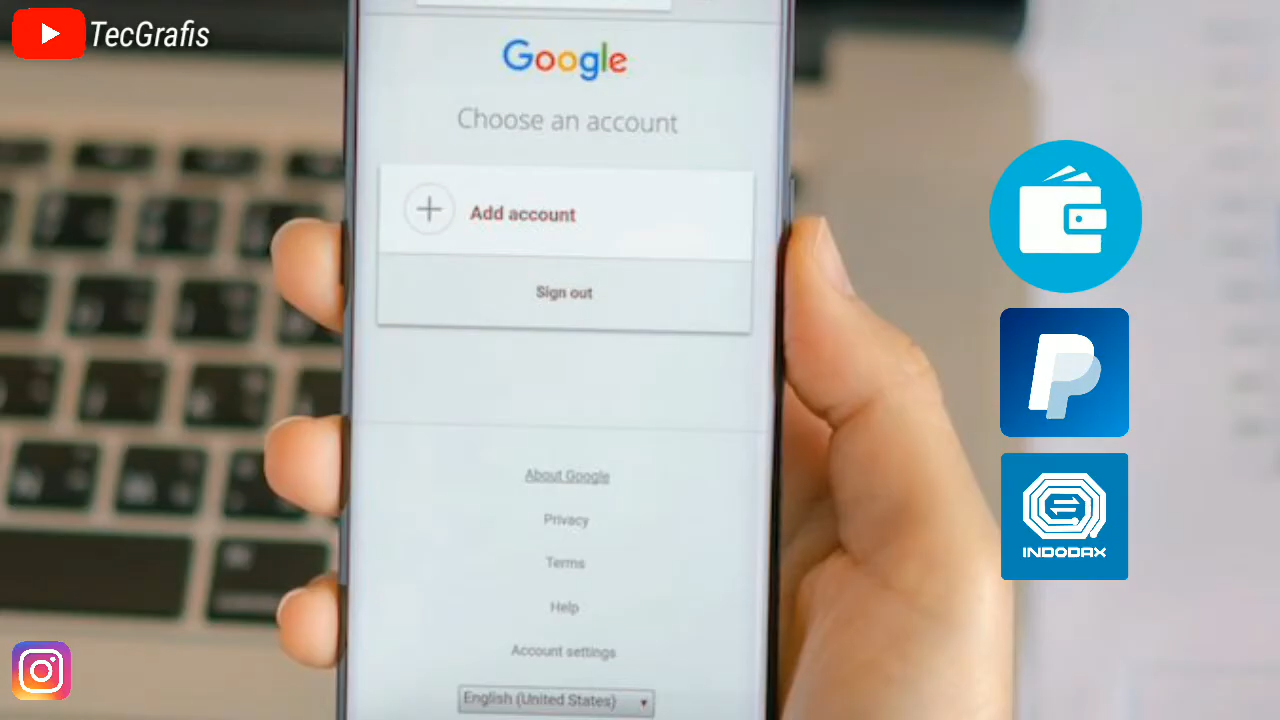 TecGrafis
Google
Choose an account
Add account
Sign out
About Google
Privacy
Terms
Help
Account settings
English (United States)
INDODAX